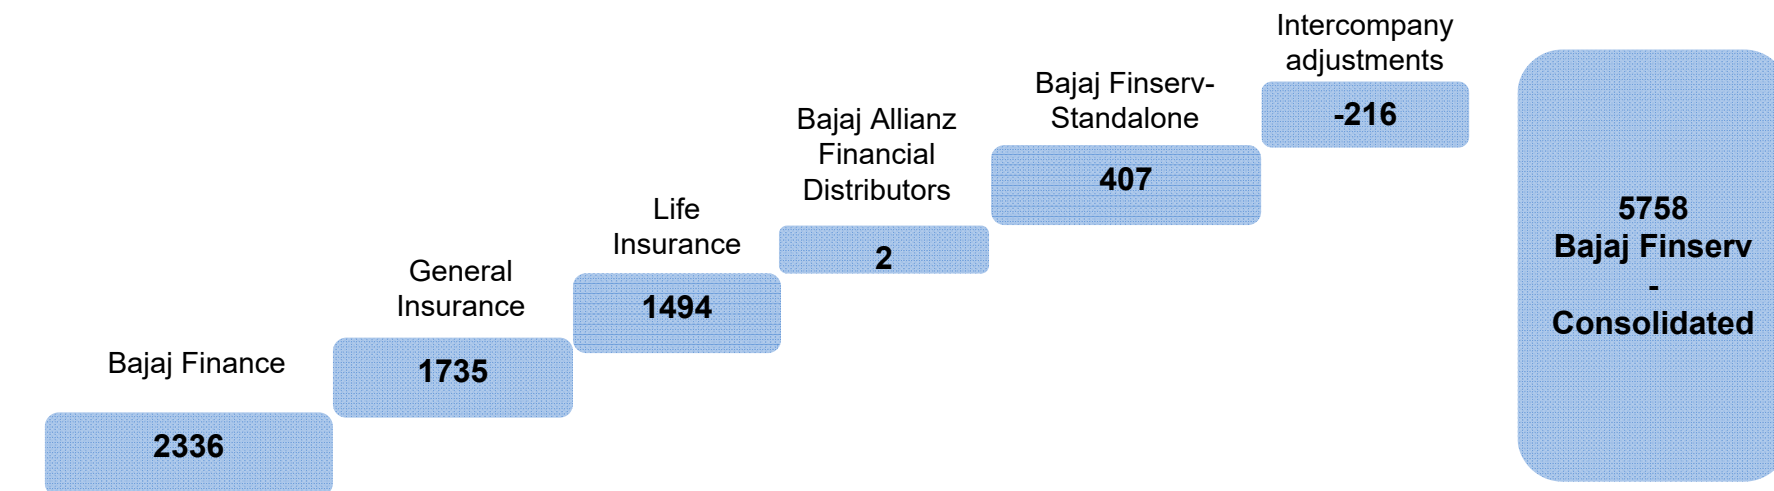 Bajaj Finance
2336
General
Insurance
1735
Life
Insurance
1494
Bajaj Allianz
Financial
Distributors
2
Bajaj Finserv-
Standalone
407
Intercompany
adjustments
-216
5758
Bajaj Finserv
-
Consolidated